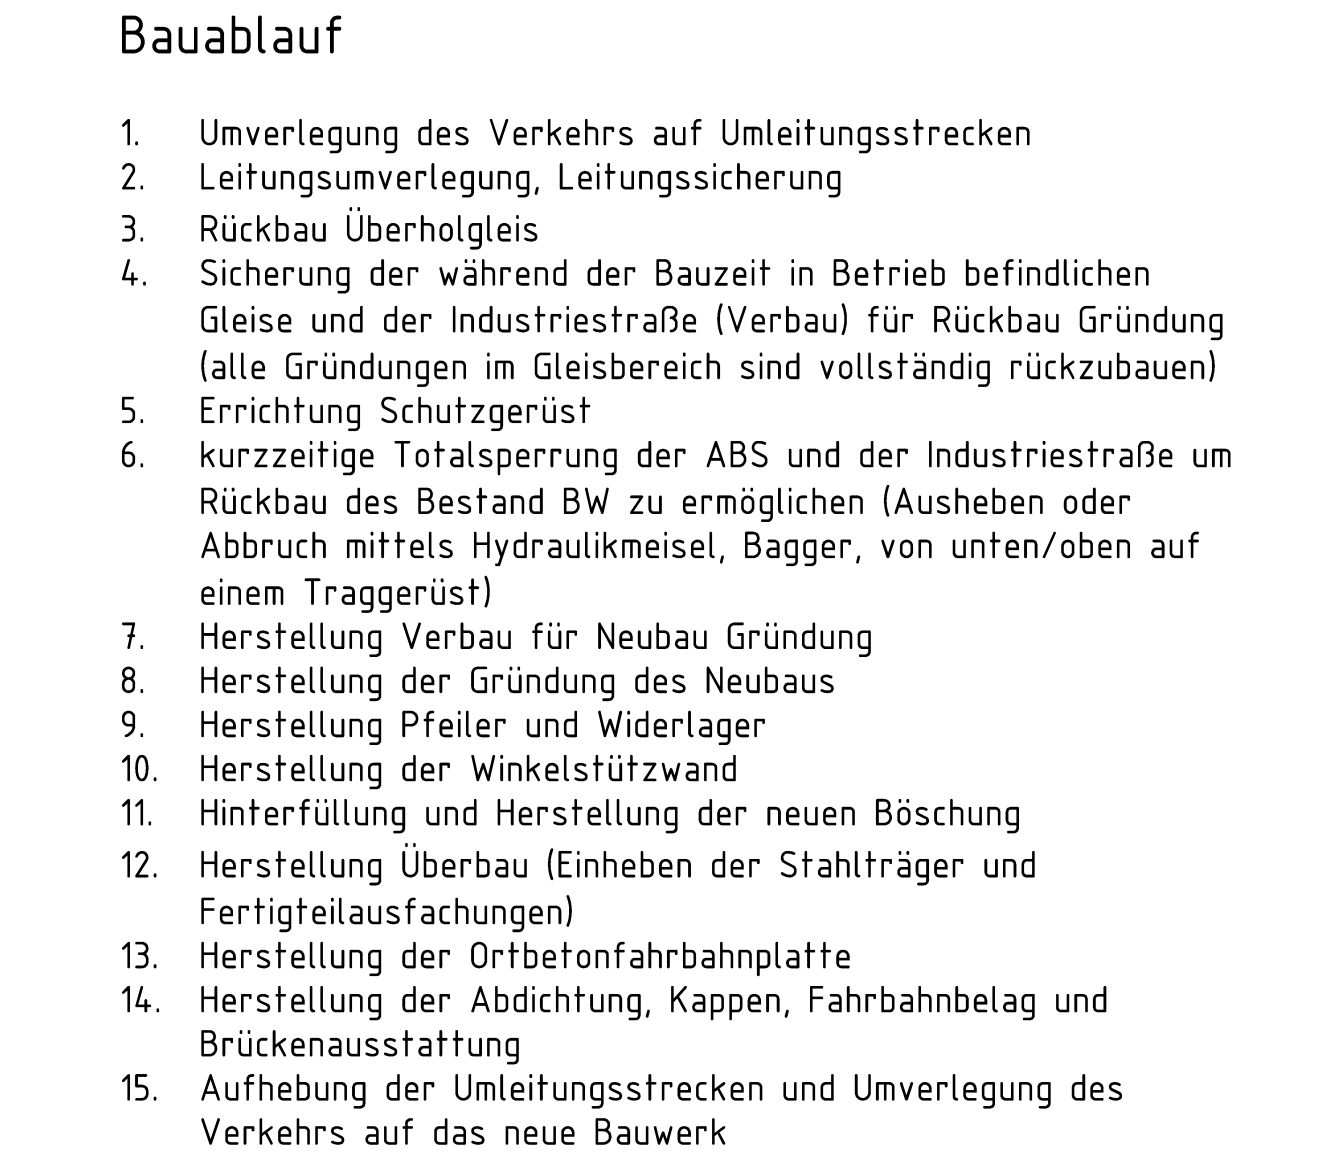 Bauablauf
1. Umverlegung des Verkehrs auf Umleitungsstrecken
2. Leitungsumverlegung, Leitungssicherung
3. Rückbau Überholgleis
4. Sicherung der während der Bauzeit in Betrieb befindlichen
Gleise und der Industriestraße (Verbau) für Rückbau Gründung
(alle Gründungen im Gleisbereich sind vollständig rückzubauen)
5. Errichtung Schutzgerüst
6. kurzzeitige Totalsperrung der ABS und der Industriestraße um
Rückbau des Bestand BW zu ermöglichen (Ausheben oder
Abbruch mittels Hydraulikmeisel, Bagger, von unten/oben auf
einem Traggerüst)
7. Herstellung Verbau für Neubau Gründung
8. Herstellung der Gründung des Neubaus
9. Herstellung Pfeiler und Widerlager
10. Herstellung der Winkelstützwand
11. Hinterfüllung und Herstellung der neuen Böschung
12. Herstellung Überbau (Einheben der Stahlträger und
Fertigteilausfachungen)
13. Herstellung der Ortbetonfahrbahnplatte
14. Herstellung der Abdichtung, Kappen, Fahrbahnbelag und
Brückenausstattung
15. Aufhebung der Umleitungsstrecken und Umverlegung des
Verkehrs auf das neue Bauwerk